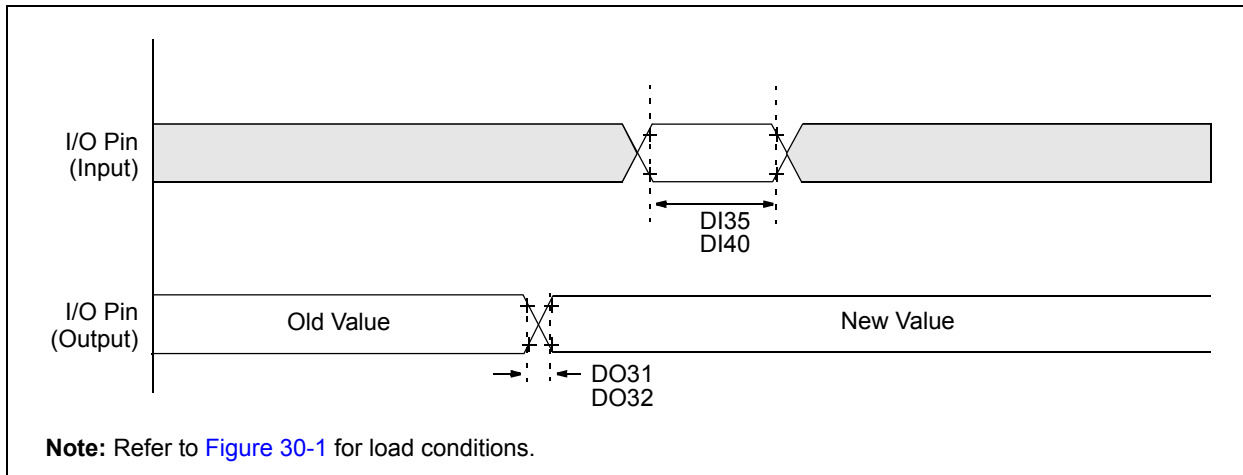 I/O Pin
(Input)
DI35
DI40
I/O Pin
(Output)
Old Value
New Value
DO31
DO32
Note: Refer to Figure 30-1 for load conditions.